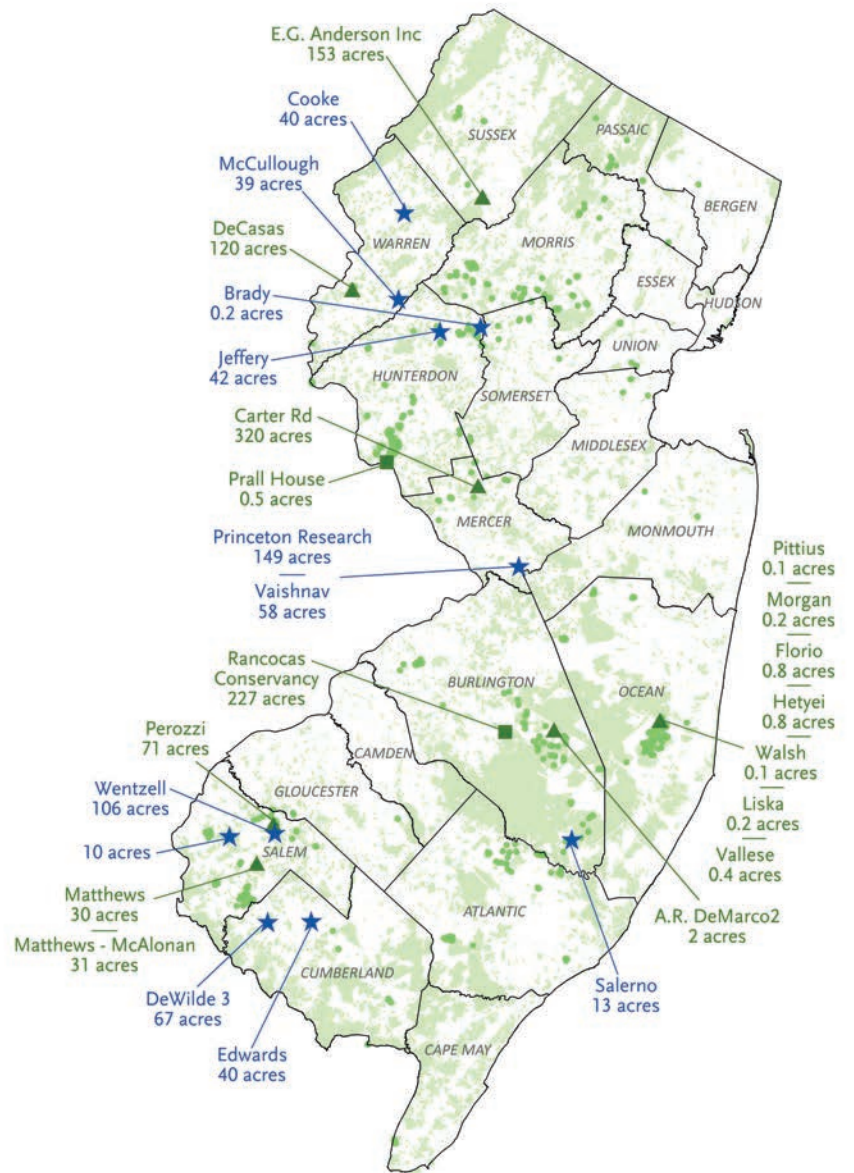 E.G. Anderson Inc
153 acres
Cooke
40 acres
SUSSEX
PASSAIC
McCullough
39 acres
BERGEN
DeCasas
120 acres
WARREN
MORRIS
Brady
0.2 acres
ESSEX
HUDSON
Jeffery
42 acres
UNION
HUNTERDON
SOMERSET
Carter Rd
320 acres
MIDDLESEX
Prall House
0.5 acres
MERCER
MONMOUTH
Princeton Research
149 acres
Vaishnav
58 acres
Pittius
0.1 acres
Morgan
0.2 acres
Florio
0.8 acres
Hetyei
0.8 acres
Walsh
0.1 acres
Liska
0.2 acres
Vallese
0.4 acres
Rancocas
Conservancy
227 acres
BURLINGTON
OCEAN
Perozzi
71 acres
CAMDEN
GLOUCESTER
Wentzell
106 acres
10 acres
SALEM
Matthews
30 acres
Matthews - McAlonan
31 acres
ATLANTIC
A.R. DeMarco2
2 acres
DeWilde 3
67 acres
CUMBERLAND
Salerno
13 acres
Edwards
40 acres
CAPE MAY